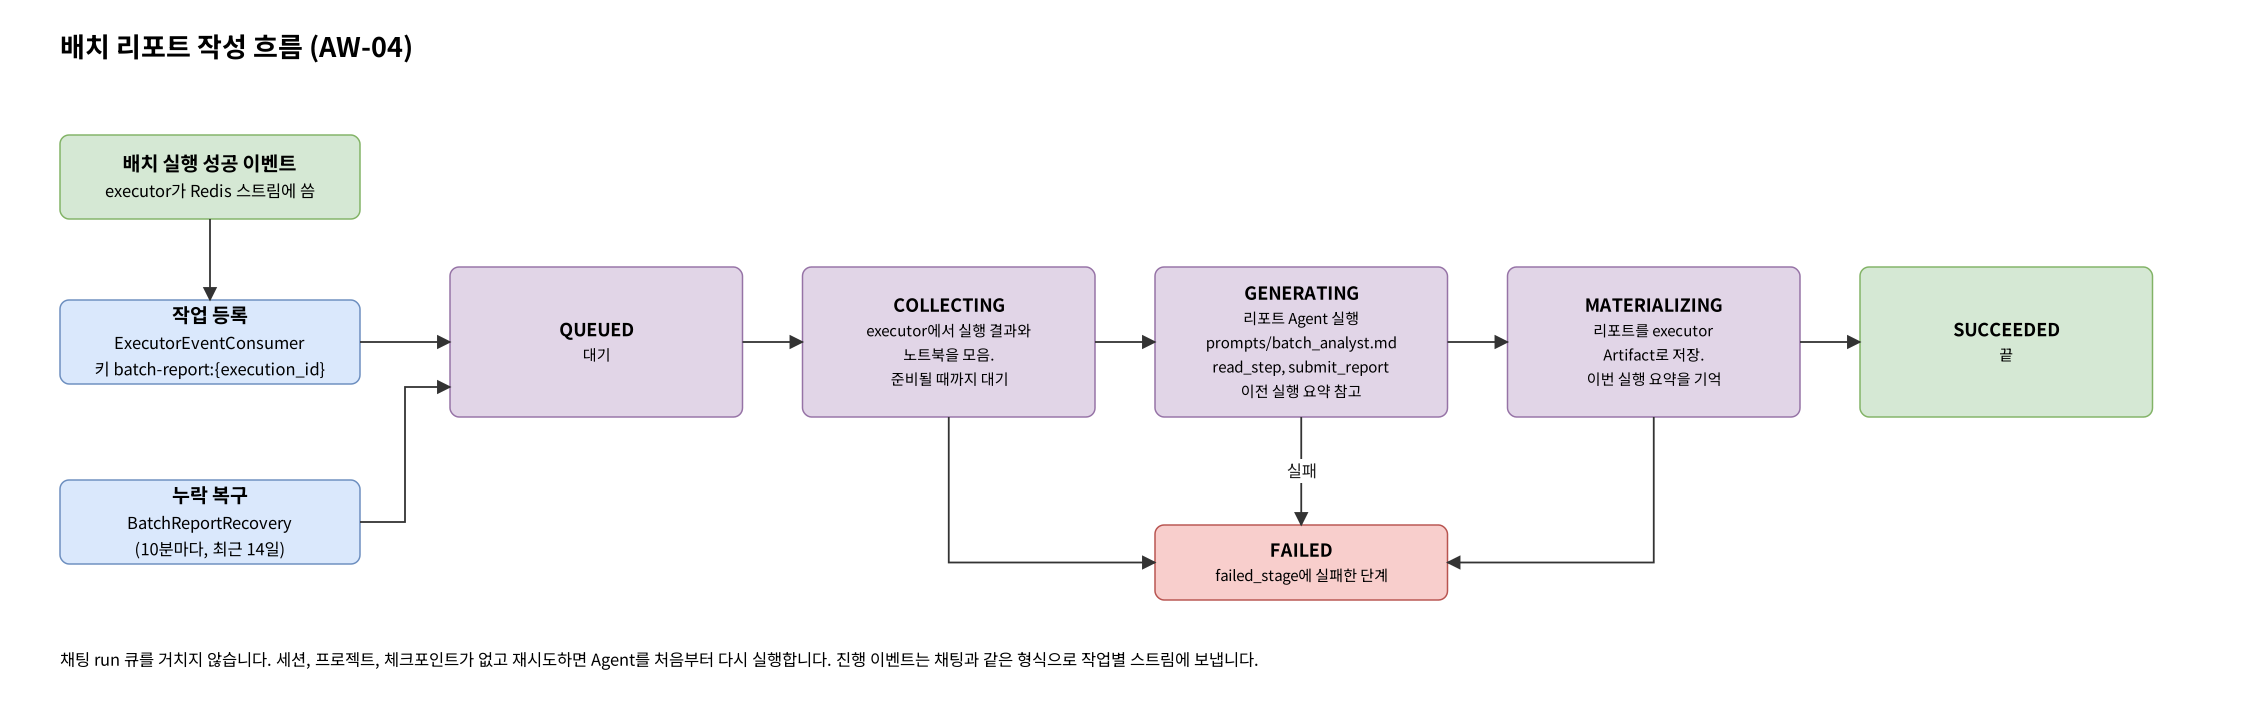 배치 리포트 작성 흐름 (AW-04)
배치 실행 성공 이벤트
executor가 Redis 스트림에 씀
작업 등록
ExecutorEventConsumer
키 batch-report:{execution_id}
누락 복구
BatchReportRecovery
(10분마다, 최근 14일)
QUEUED
대기
COLLECTING
executor에서 실행 결과와
노트북을 모음.
준비될 때까지 대기
GENERATING
리포트 Agent 실행
prompts/batch_analyst.md
read_step, submit_report
이전 실행 요약 참고
MATERIALIZING
리포트를 executor
Artifact로 저장.
이번 실행 요약을 기억
SUCCEEDED
끝
실패
FAILED
failed_stage에 실패한 단계
채팅 run 큐를 거치지 않습니다. 세션, 프로젝트, 체크포인트가 없고 재시도하면 Agent를 처음부터 다시 실행합니다. 진행 이벤트는 채팅과 같은 형식으로 작업별 스트림에 보냅니다.